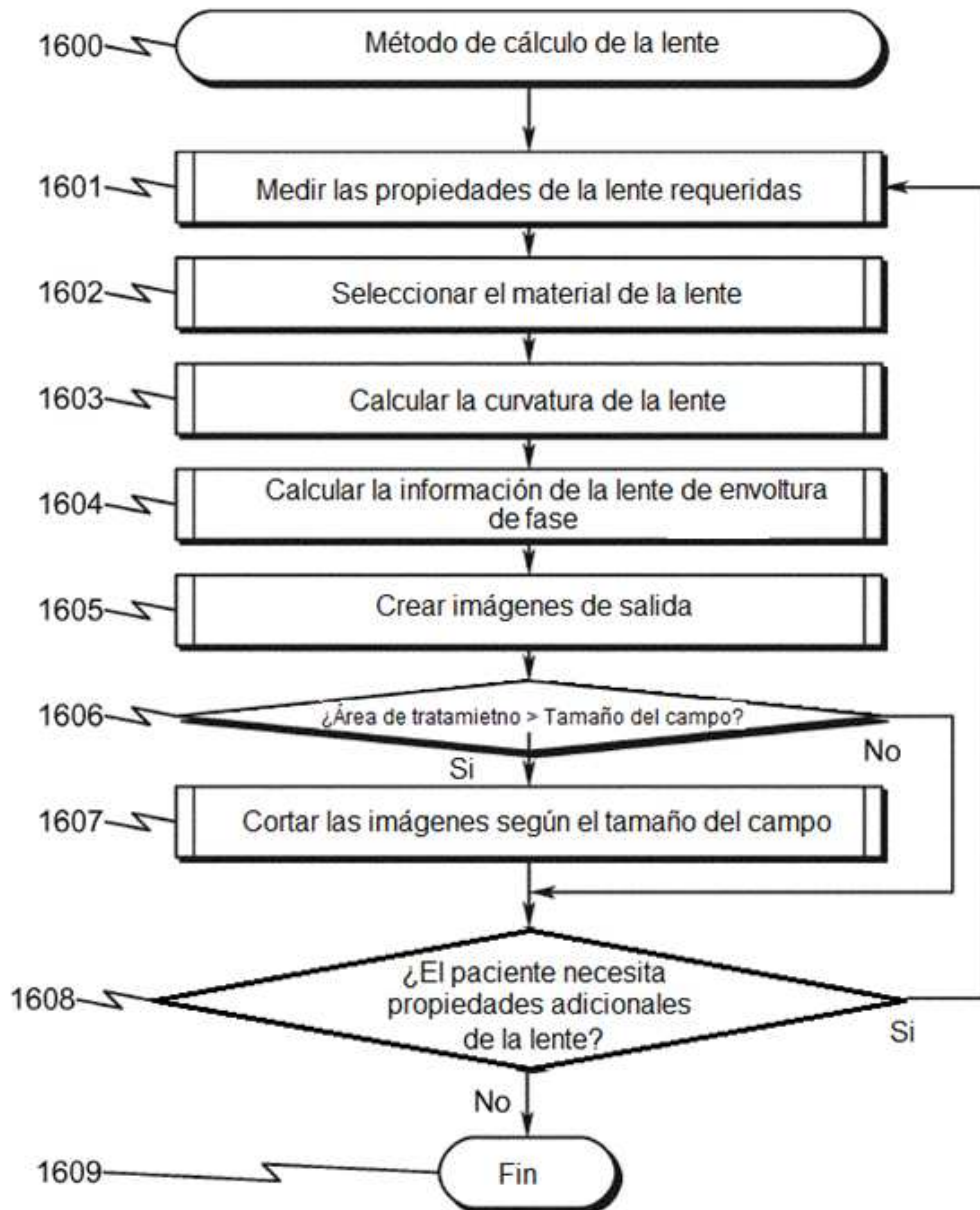 1600
Método de cálculo de la lente
1601
Medir las propiedades de la lente requeridas
1602
Seleccionar el material de la lente
1603
Calcular la curvatura de la lente
1604
Calcular la información de la lente de envoltura
de fase
1605
Crear imágenes de salida
1606
¿Área de tratamietno > Tamaño del campo?
No
Si
1607
Cortar las imágenes según el tamaño del campo
1608
¿El paciente necesita
propiedades adicionales
de la lente?
Si
No
1609
Fin